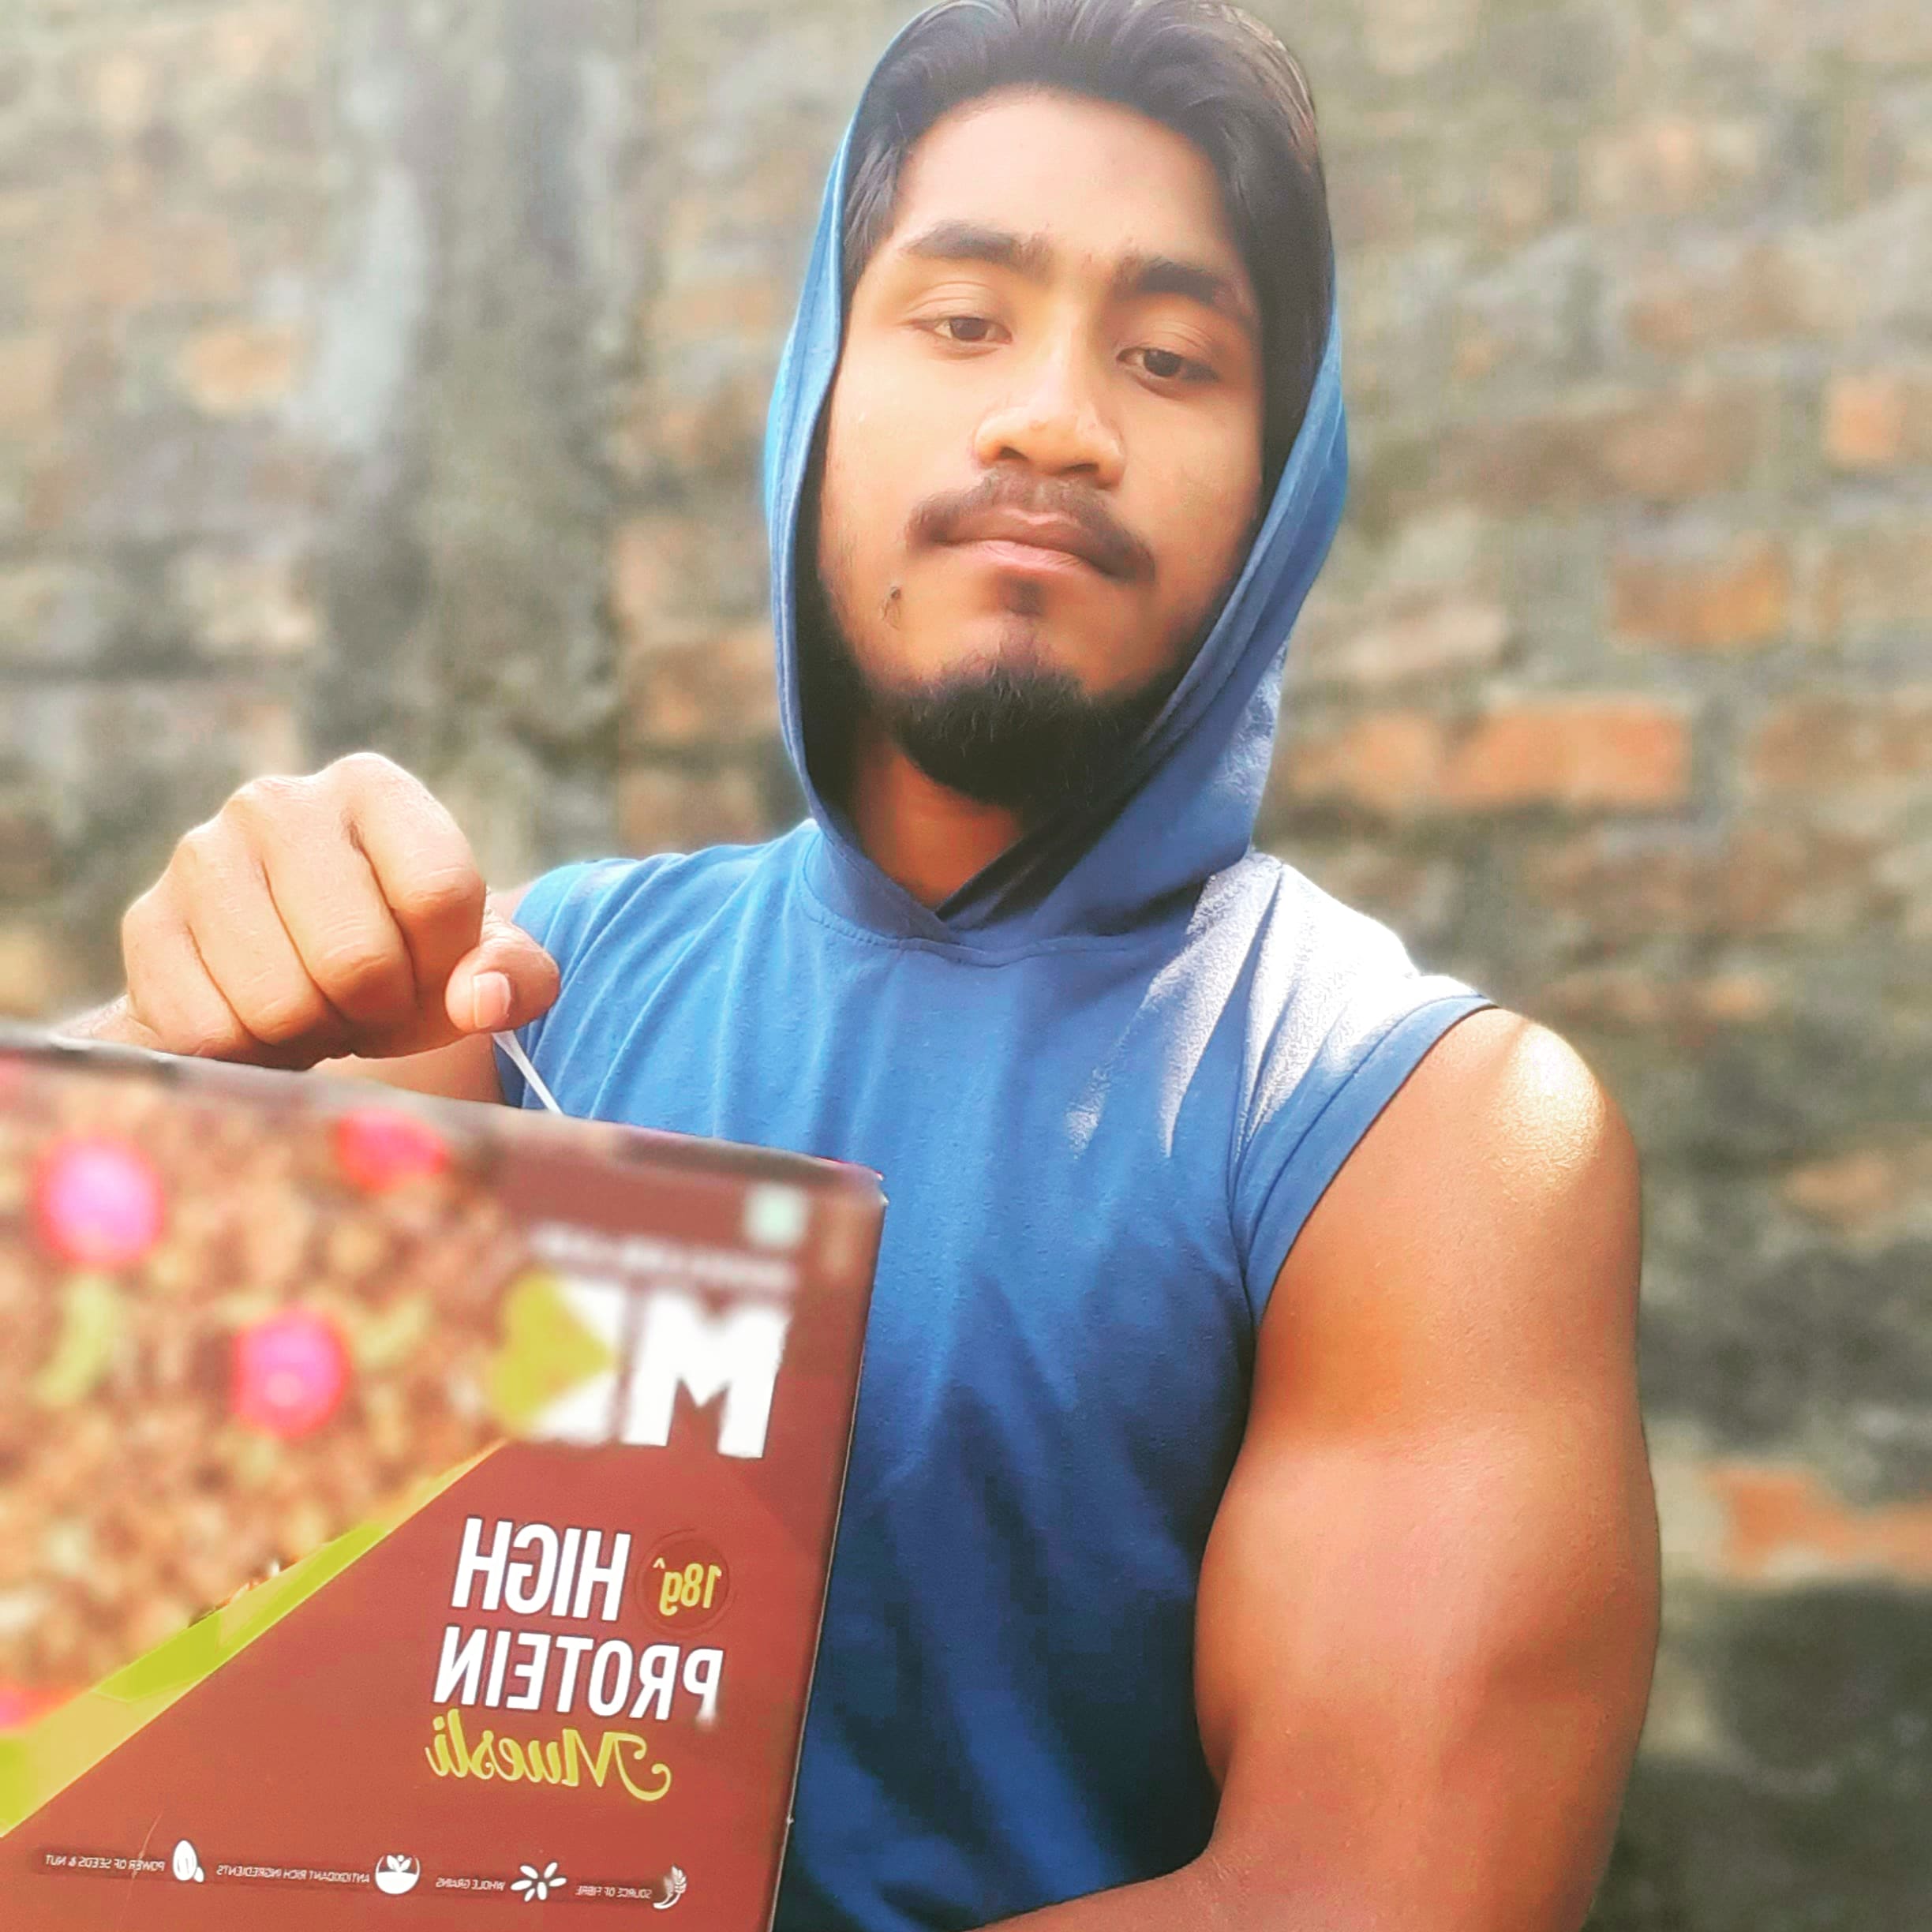 18g^
HIGH
PROTEIN
Muesli
SOURCE OF FIBRE
WHOLE GRAINS
ANTIOXIDANT RICH INGREDIENTS
POWER OF SEEDS & NUT